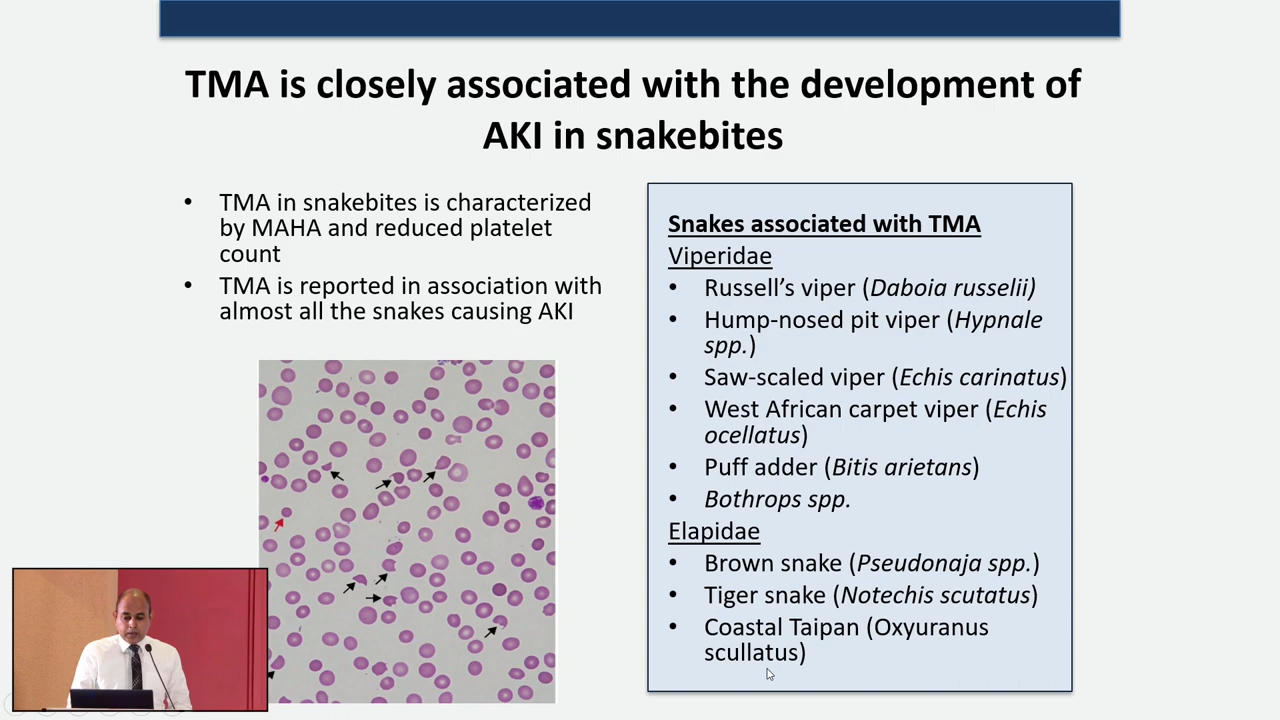 TMA is closely associated with the development of
AKI in snakebites
• TMA in snakebites is characterized
by MAHA and reduced platelet
count
• TMA is reported in association with
almost all the snakes causing AKI
Snakes associated with TMA
Viperidae
• Russell’s viper (Daboia russelii)
• Hump-nosed pit viper (Hypnale
spp.)
• Saw-scaled viper (Echis carinatus)
• West African carpet viper (Echis
ocellatus)
• Puff adder (Bitis arietans)
• Bothrops spp.
Elapidae
• Brown snake (Pseudonaja spp.)
• Tiger snake (Notechis scutatus)
• Coastal Taipan (Oxyuranus
scullatus)